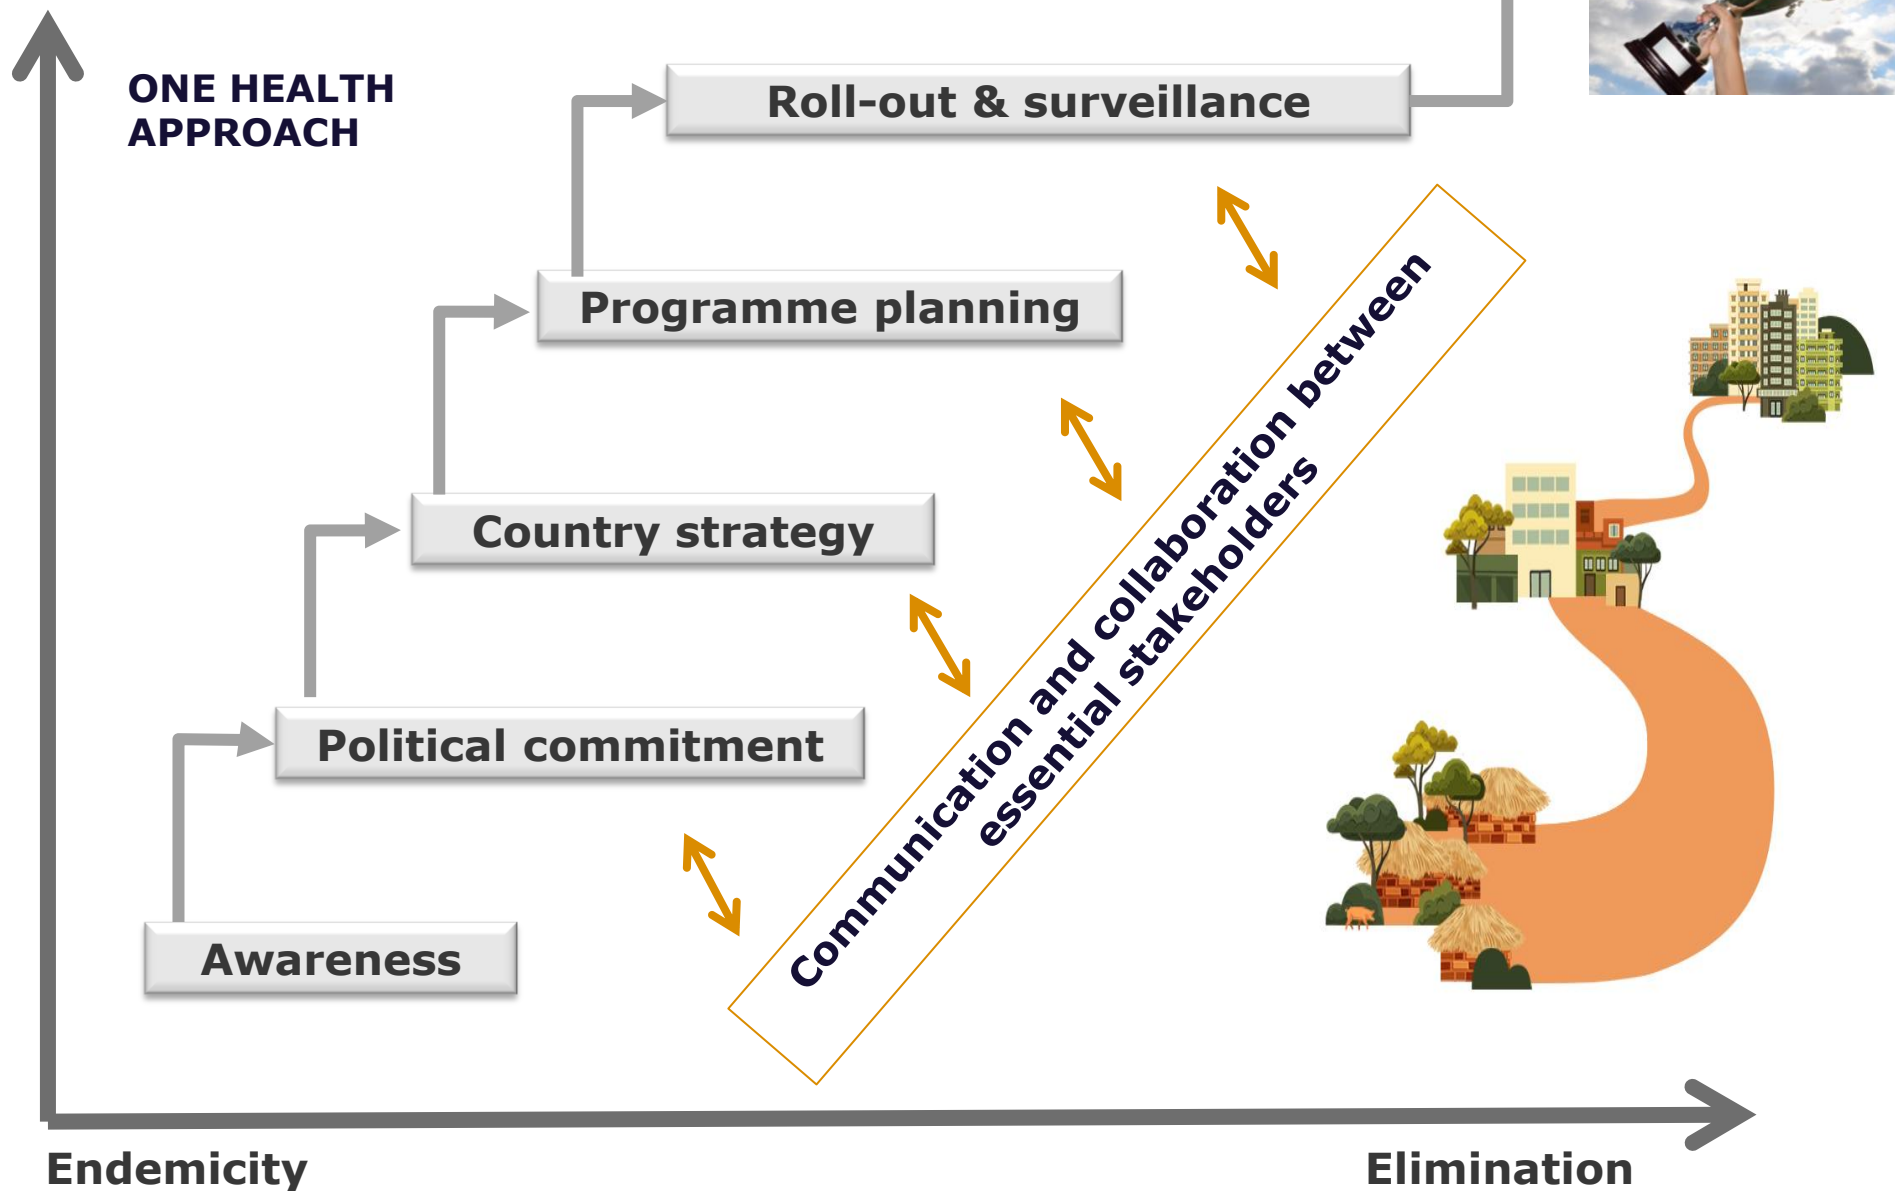 ONE HEALTH
APPROACH
Roll-out & surveillance
Programme planning
Country strategy
Political commitment
Awareness
Communication and collaboration between
essential stakeholders
Endemicity
Elimination